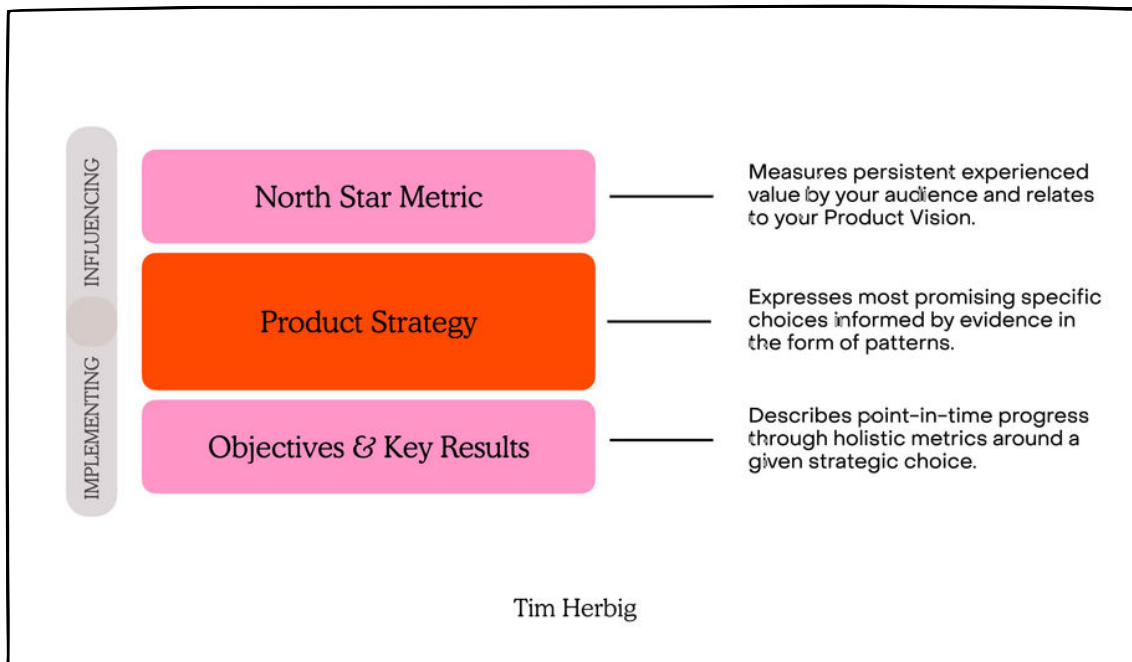 INFLUENCING
IMPLEMENTING
North Star Metric
Measures persistent experienced
value by your audience and relates
to your Product Vision.
Product Strategy
Expresses most promising specific
choices informed by evidence in
the form of patterns.
Objectives & Key Results
Describes point-in-time progress
through holistic metrics around a
given strategic choice.
Tim Herbig